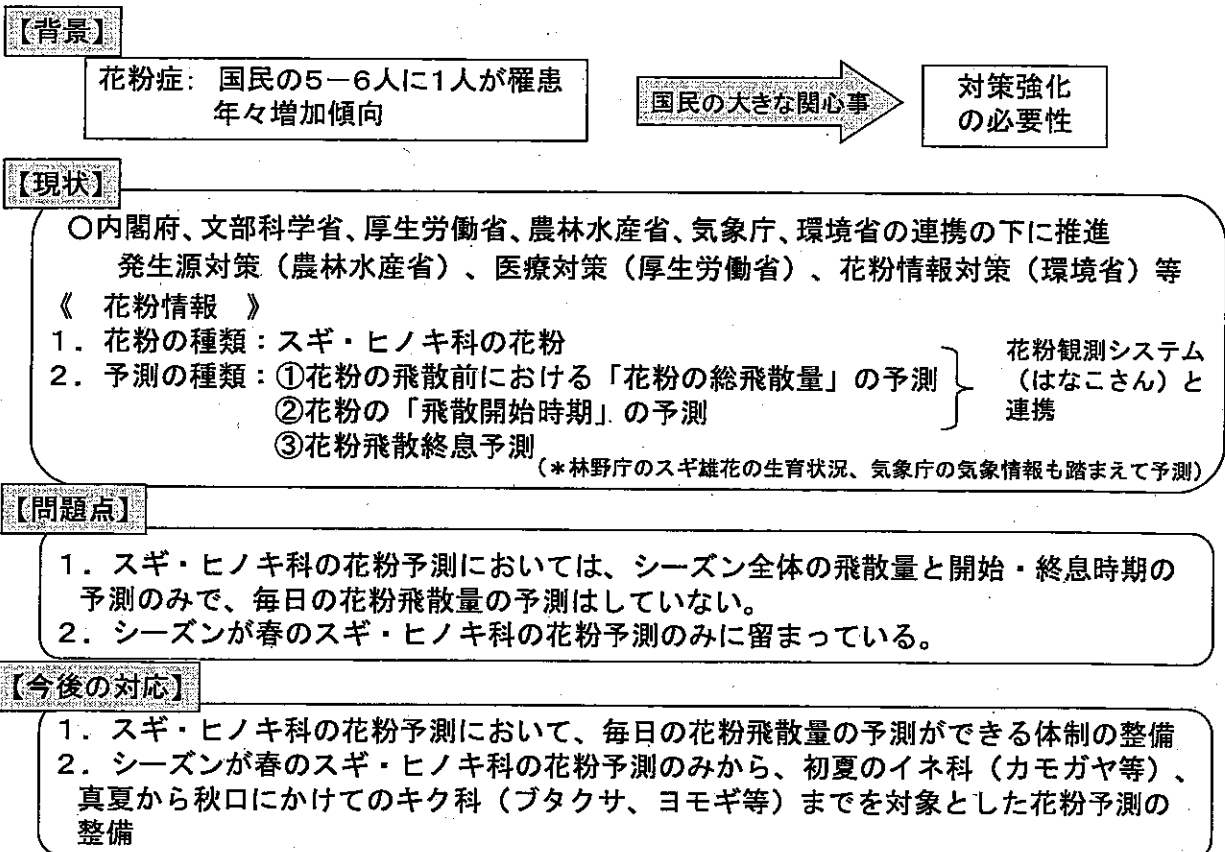 【背景】
花粉症: 国民の5-6人に1人が罹患
年々増加傾向
国民の大きな関心事
対策強化
の必要性
【現状】
〇内閣府、文部科学省、厚生労働省、農林水産省、気象庁、環境省の連携の下に推進
発生源対策(農林水産省)、医療対策(厚生労働省)、花粉情報対策(環境省)等
《 花粉情報 》
1.花粉の種類:スギ・ヒノキ科の花粉
2.予測の種類:①花粉の飛散前における「花粉の総飛散量」の予測
②花粉の「飛散開始時期」の予測
③花粉飛散終息予測
花粉観測システム
(はなこさん)と
連携
(*林野庁のスギ雄花の生育状況、気象庁の気象情報も踏まえて予測)
【問題点】
1.スギ・ヒノキ科の花粉予測においては、シーズン全体の飛散量と開始・終息時期の
予測のみで、毎日の花粉飛散量の予測はしていない。
2.シーズンが春のスギ・ヒノキ科の花粉予測のみに留まっている。
【今後の対応】
1.スギ・ヒノキ科の花粉予測において、毎日の花粉飛散量の予測ができる体制の整備
2.シーズンが春のスギ・ヒノキ科の花粉予測のみから、初夏のイネ科(カモガヤ等)、
真夏から秋口にかけてのキク科(ブタクサ、ヨモギ等)までを対象とした花粉予測の
整備